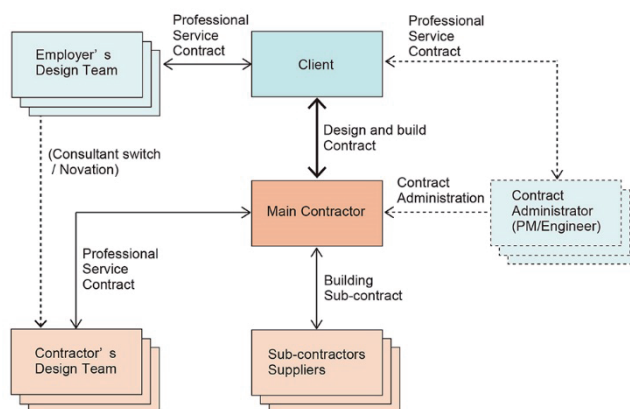 Professional
Service
Contract
Professional
Service
Contract
Employer’ s
Design Team
Client
Design and build
Contract
(Consultant switch
/ Novation)
Contract
Administration
Contract
Administrator
(PM/Engineer)
Main Contractor
Professional
Service
Contract
Building
Sub-contract
Contractor’ s
Design Team
Sub-contractors
Suppliers